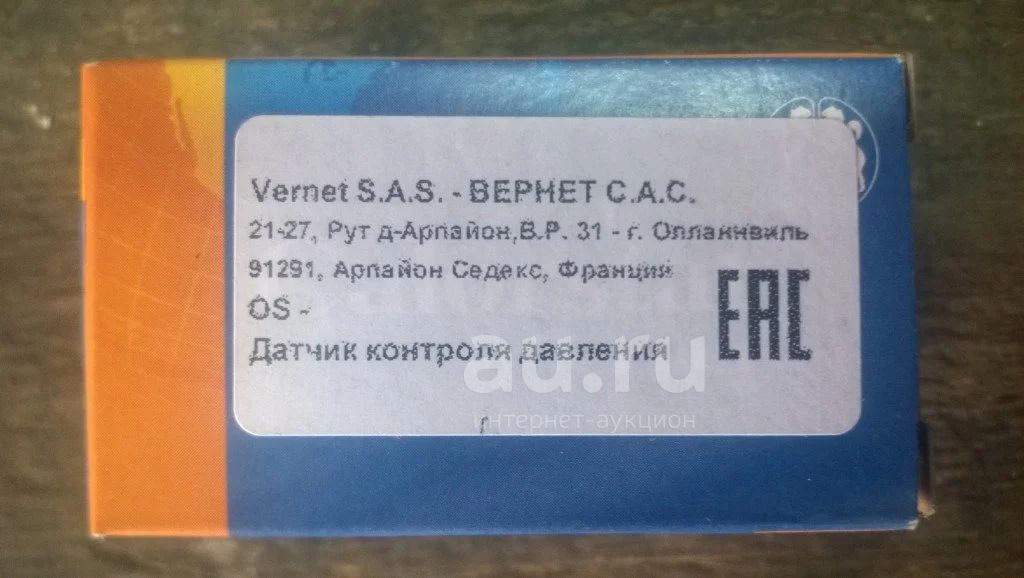 Vernet S.A.S. - ВЕРНЕТ С.А.С.
21-27, Рут д-Арпайон,В.Р. 31 - г. Оллаинвиль
91291, Арпайон Седекс, Франция
OS -
Датчик контроля давления
EAC
au.ru
интернет-аукцион